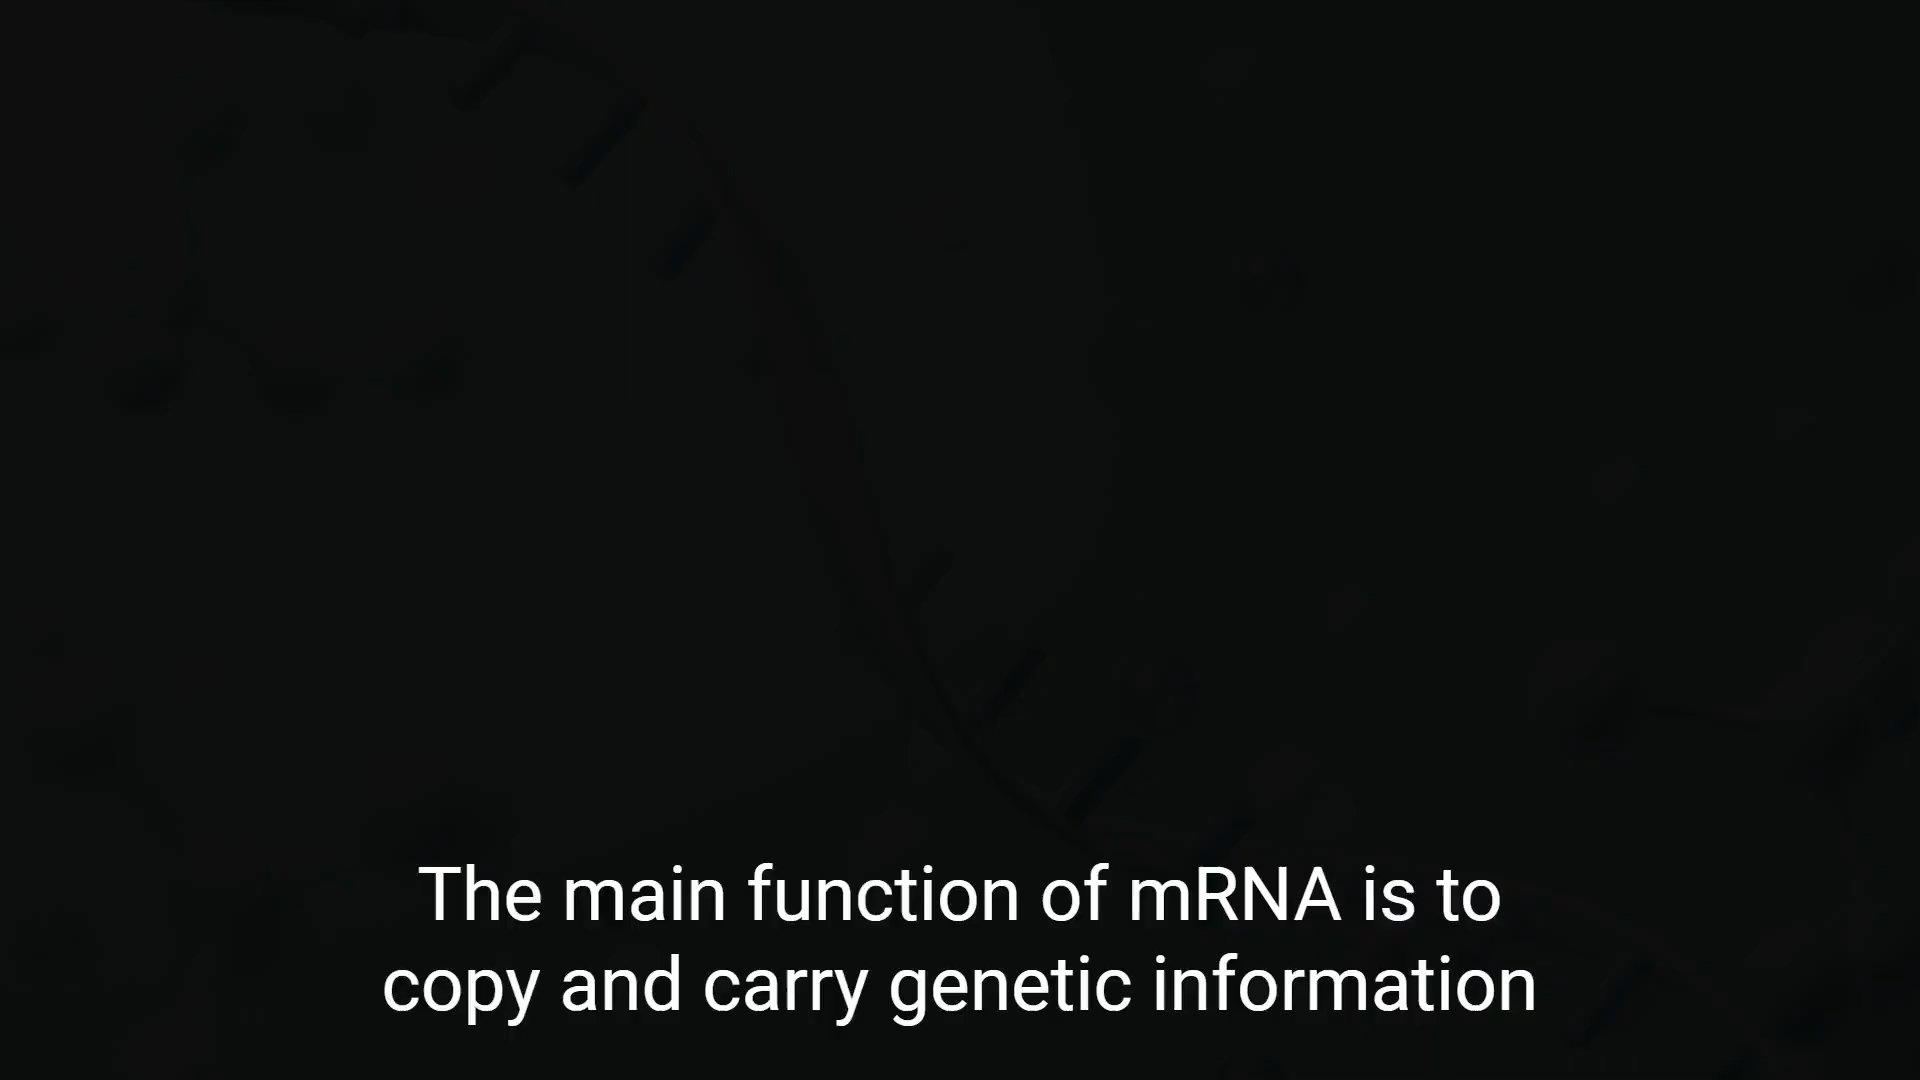 The main function of mRNA is to
copy and carry genetic information